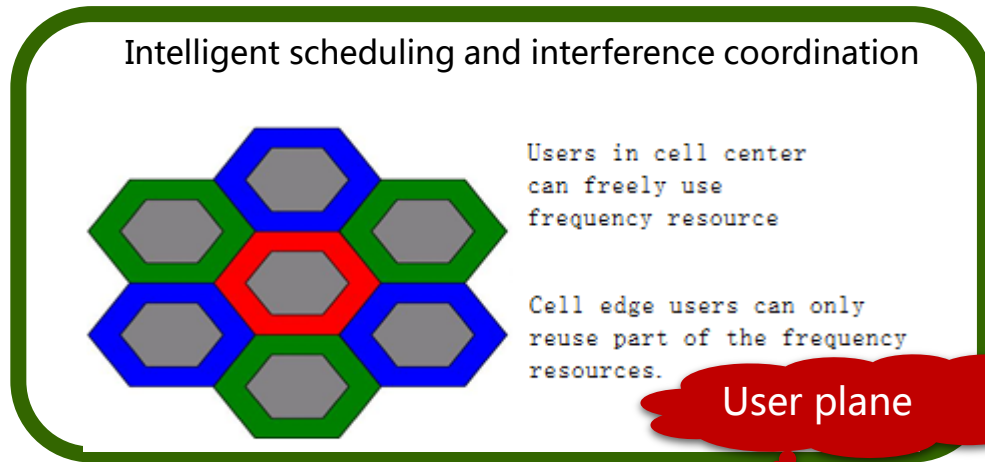 Intelligent scheduling and interference coordination
Users in cell center
can freely use
frequency resource
Cell edge users can only
reuse part of the frequency
resources.
User plane